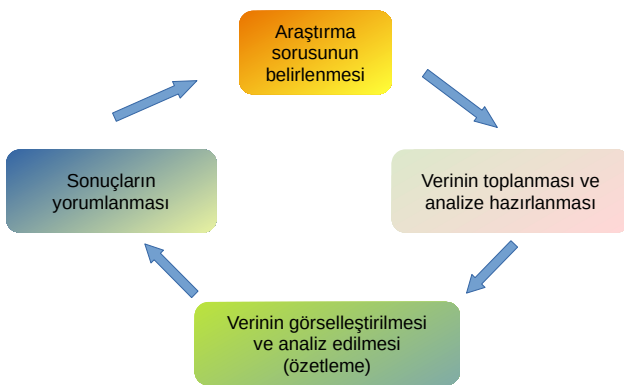 Araştırma
sorusunun
belirlenmesi
Verinin toplanması ve
analize hazırlanması
Verinin görselleştirilmesi
ve analiz edilmesi
(özetleme)
Sonuçların
yorumlanması